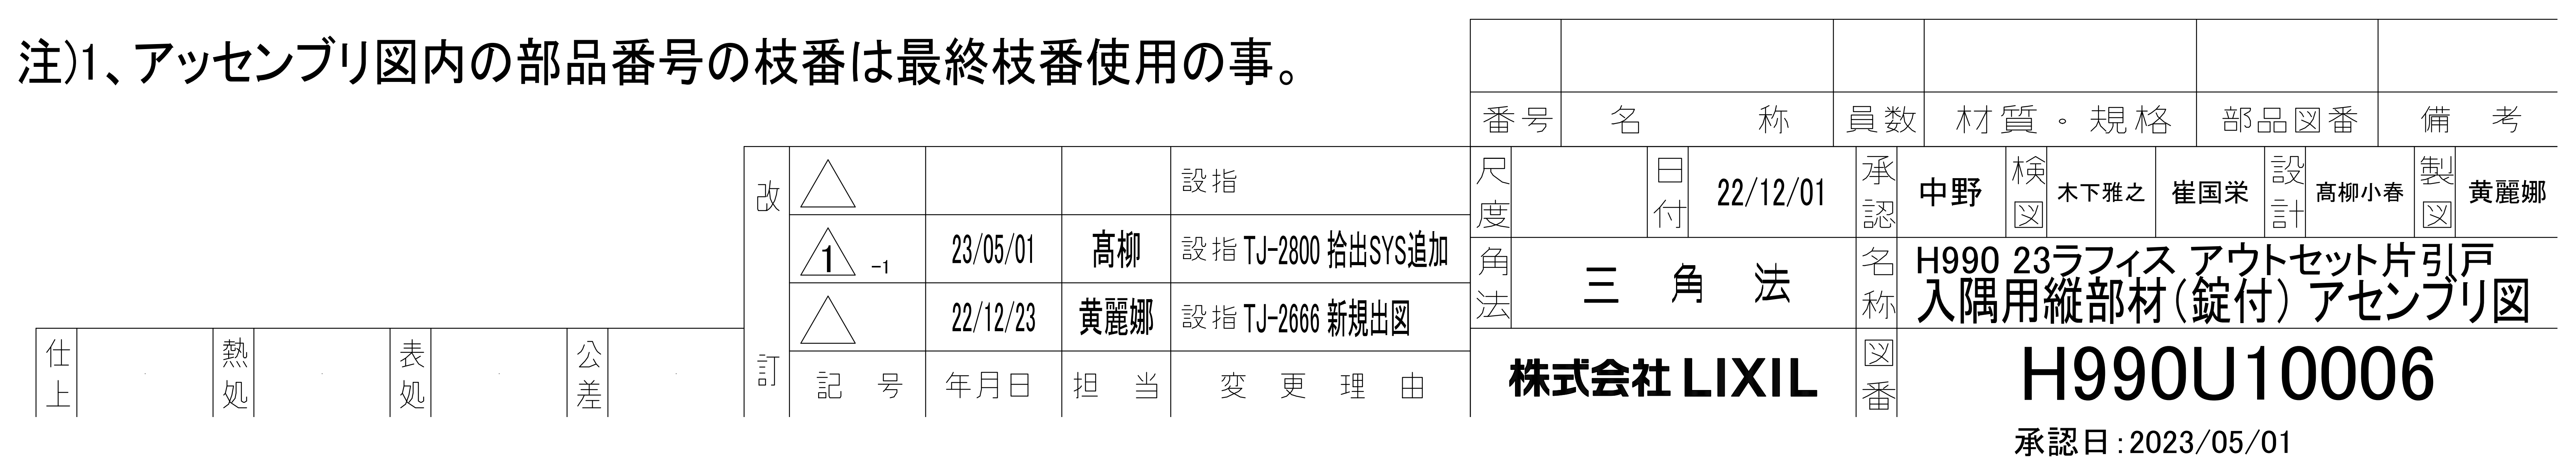 注)1、アッセンブリ図内の部品番号の枝番は最終枝番使用の事。
番号 名称 員数 材質・規格 部品図番 備考
改訂
設指
1 -1 23/05/01 髙柳 設指 TJ-2800 拾出SYS追加
22/12/23 黄麗娜 設指 TJ-2666 新規出図
記号 年月日 担当 変更理由
尺度 日付 22/12/01 承認 中野 検図 木下雅之 崔国栄 設計 髙柳小春 製図 黄麗娜
角法 三角法 名称 H990 23ラフィス アウトセット片引戸
入隅用縦部材(錠付) アセンブリ図
仕上 熱処 表処 公差
株式会社 LIXIL 図番 H990U10006
承認日:2023/05/01